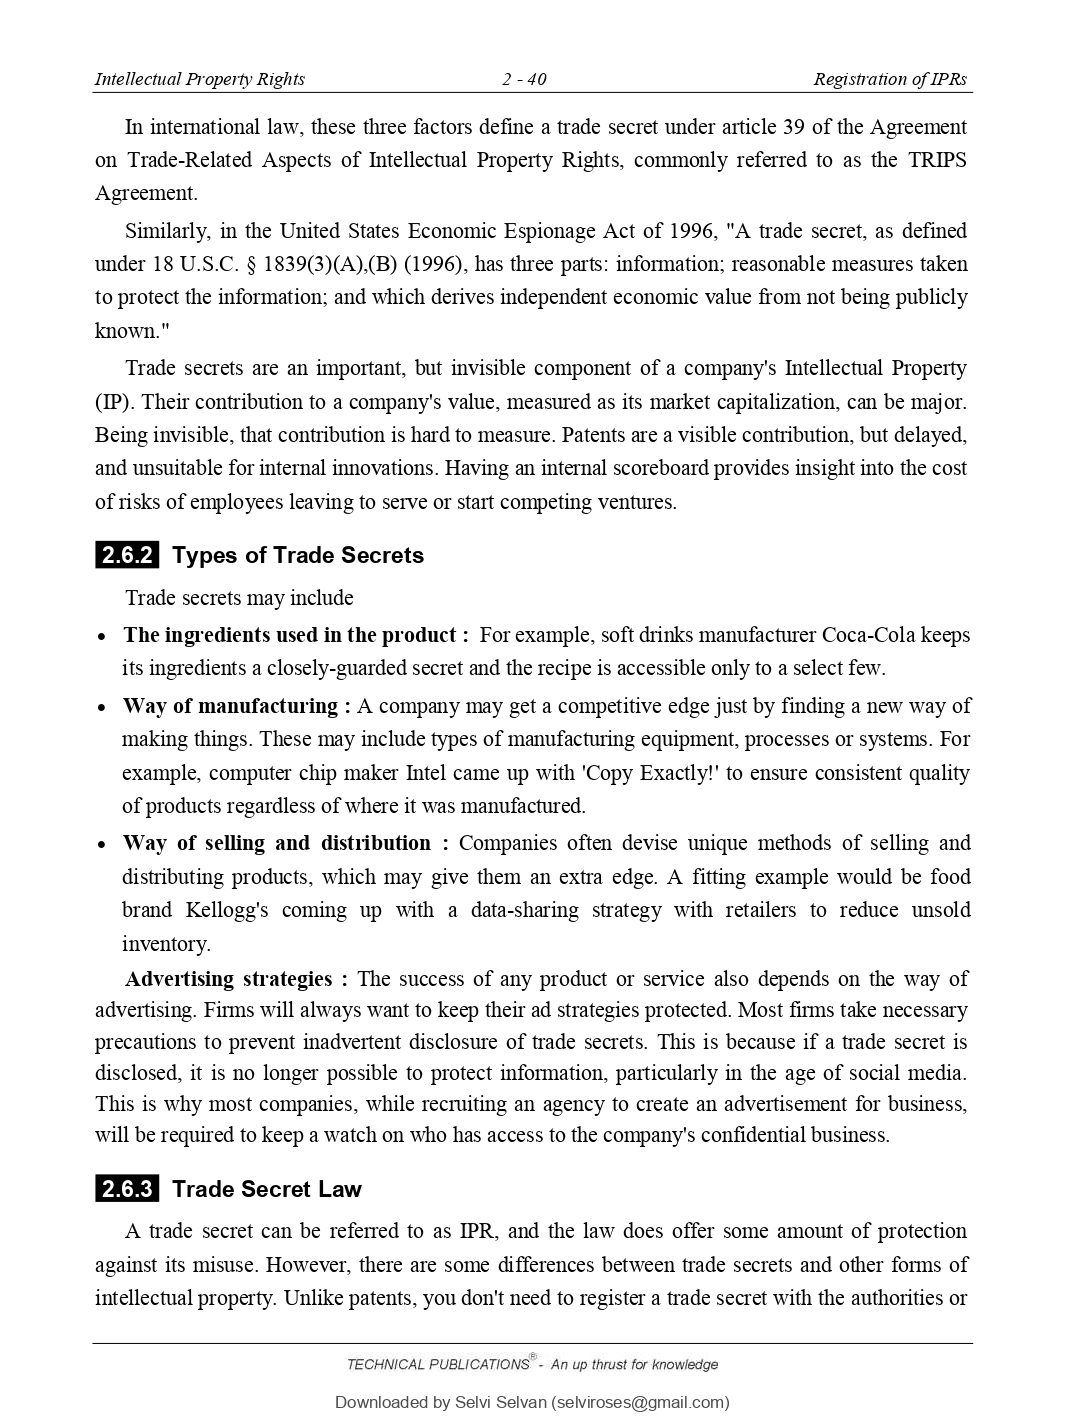 Intellectual Property Rights 2 - 40 Registration of IPRs
In international law, these three factors define a trade secret under article 39 of the Agreement
on Trade-Related Aspects of Intellectual Property Rights, commonly referred to as the TRIPS
Agreement.
Similarly, in the United States Economic Espionage Act of 1996, "A trade secret, as defined
under 18 U.S.C. § 1839(3)(A),(B) (1996), has three parts: information; reasonable measures taken
to protect the information; and which derives independent economic value from not being publicly
known."
Trade secrets are an important, but invisible component of a company's Intellectual Property
(IP). Their contribution to a company's value, measured as its market capitalization, can be major.
Being invisible, that contribution is hard to measure. Patents are a visible contribution, but delayed,
and unsuitable for internal innovations. Having an internal scoreboard provides insight into the cost
of risks of employees leaving to serve or start competing ventures.
2.6.2 Types of Trade Secrets
Trade secrets may include
• The ingredients used in the product : For example, soft drinks manufacturer Coca-Cola keeps
its ingredients a closely-guarded secret and the recipe is accessible only to a select few.
• Way of manufacturing : A company may get a competitive edge just by finding a new way of
making things. These may include types of manufacturing equipment, processes or systems. For
example, computer chip maker Intel came up with 'Copy Exactly!' to ensure consistent quality
of products regardless of where it was manufactured.
• Way of selling and distribution : Companies often devise unique methods of selling and
distributing products, which may give them an extra edge. A fitting example would be food
brand Kellogg's coming up with a data-sharing strategy with retailers to reduce unsold
inventory.
Advertising strategies : The success of any product or service also depends on the way of
advertising. Firms will always want to keep their ad strategies protected. Most firms take necessary
precautions to prevent inadvertent disclosure of trade secrets. This is because if a trade secret is
disclosed, it is no longer possible to protect information, particularly in the age of social media.
This is why most companies, while recruiting an agency to create an advertisement for business,
will be required to keep a watch on who has access to the company's confidential business.
2.6.3 Trade Secret Law
A trade secret can be referred to as IPR, and the law does offer some amount of protection
against its misuse. However, there are some differences between trade secrets and other forms of
intellectual property. Unlike patents, you don't need to register a trade secret with the authorities or
TECHNICAL PUBLICATIONS® - An up thrust for knowledge
Downloaded by Selvi Selvan (selviroses@gmail.com)